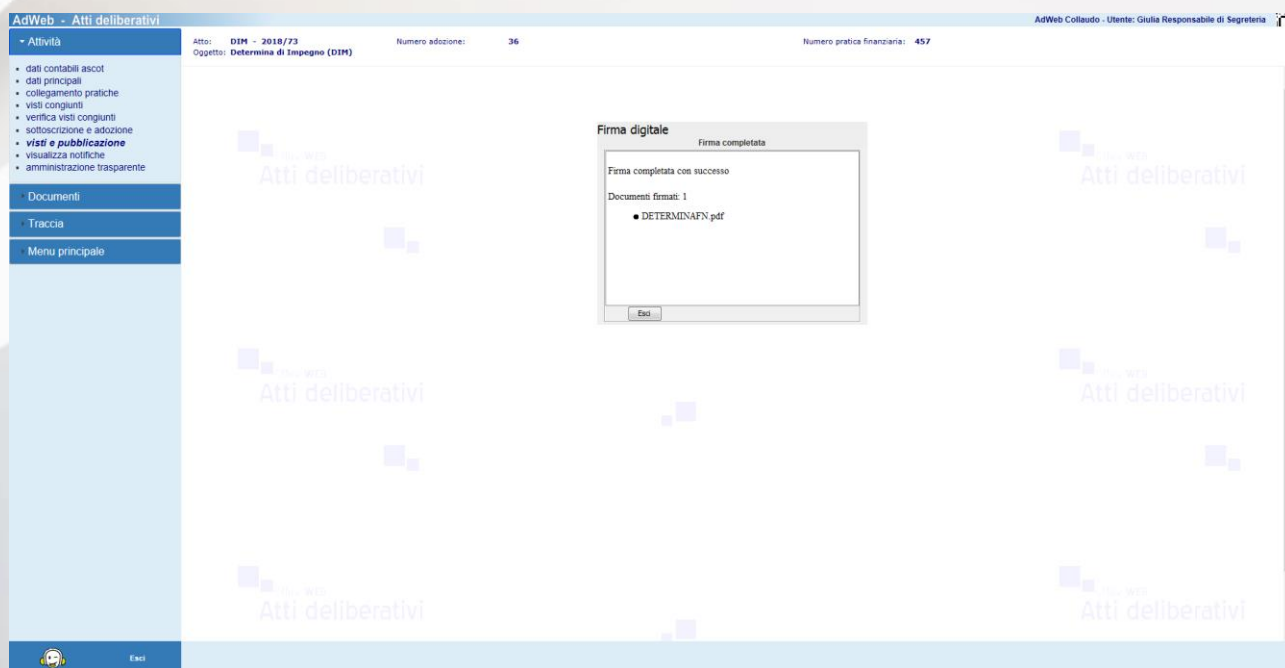 AdWeb - Atti deliberativi
AdWeb Collaudo - Utente: Giulia Responsabile di Segreteria
Attività
Atto: DIM - 2018/73 Numero adozione: 36 Numero pratica finanziaria: 457
Oggetto: Determina di Impegno (DIM)
dati contabili ascot
dati principali
collegamento pratiche
visti congiunti
verifica visti congiunti
sottoscrizione e adozione
visti e pubblicazione
visualizza notifiche
amministrazione trasparente
Documenti
Traccia
Menu principale
Firma digitale
Firma completata
Firma completata con successo
Documenti firmati: 1
DETERMINAFN.pdf
Esci
Atti deliberativi
Atti deliberativi
Atti deliberativi
Atti deliberativi
Atti deliberativi
Atti deliberativi
Esci